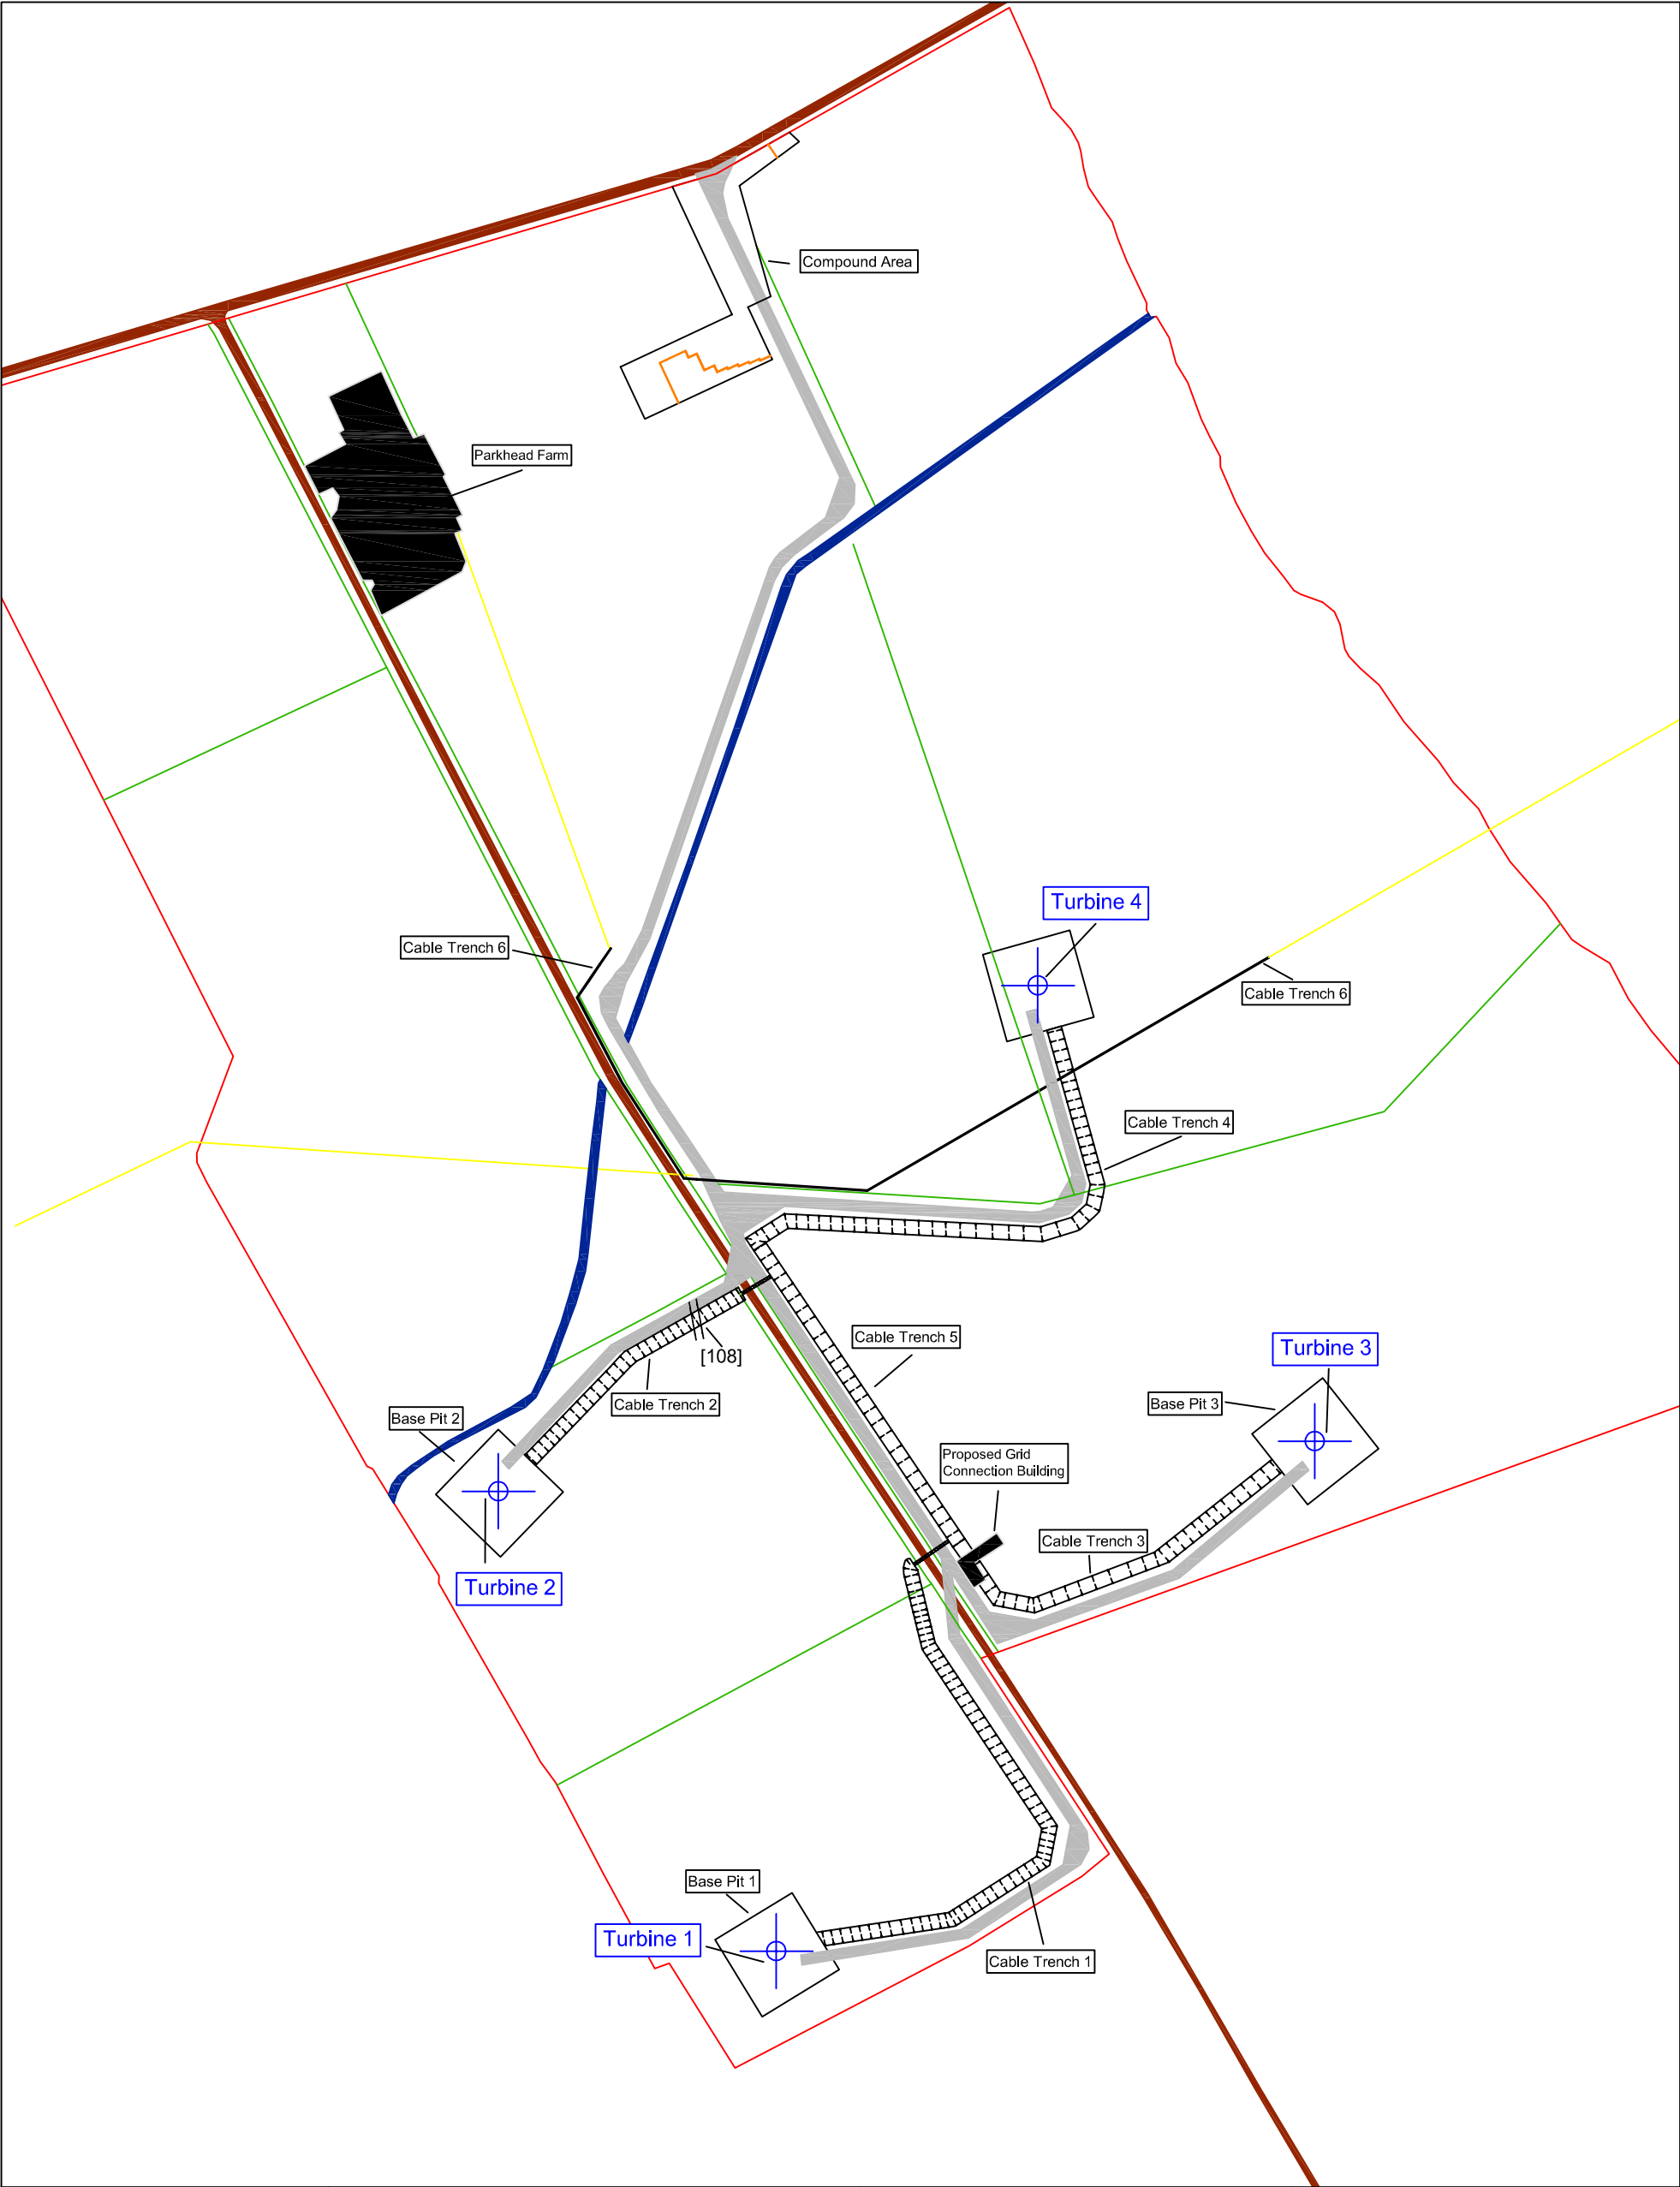 Compound Area
Parkhead Farm
Turbine 4
Cable Trench 6
Cable Trench 6
Cable Trench 4
Cable Trench 5
Turbine 3
[108]
Cable Trench 2
Base Pit 3
Base Pit 2
Proposed Grid
Connection Building
Cable Trench 3
Turbine 2
Base Pit 1
Turbine 1
Cable Trench 1